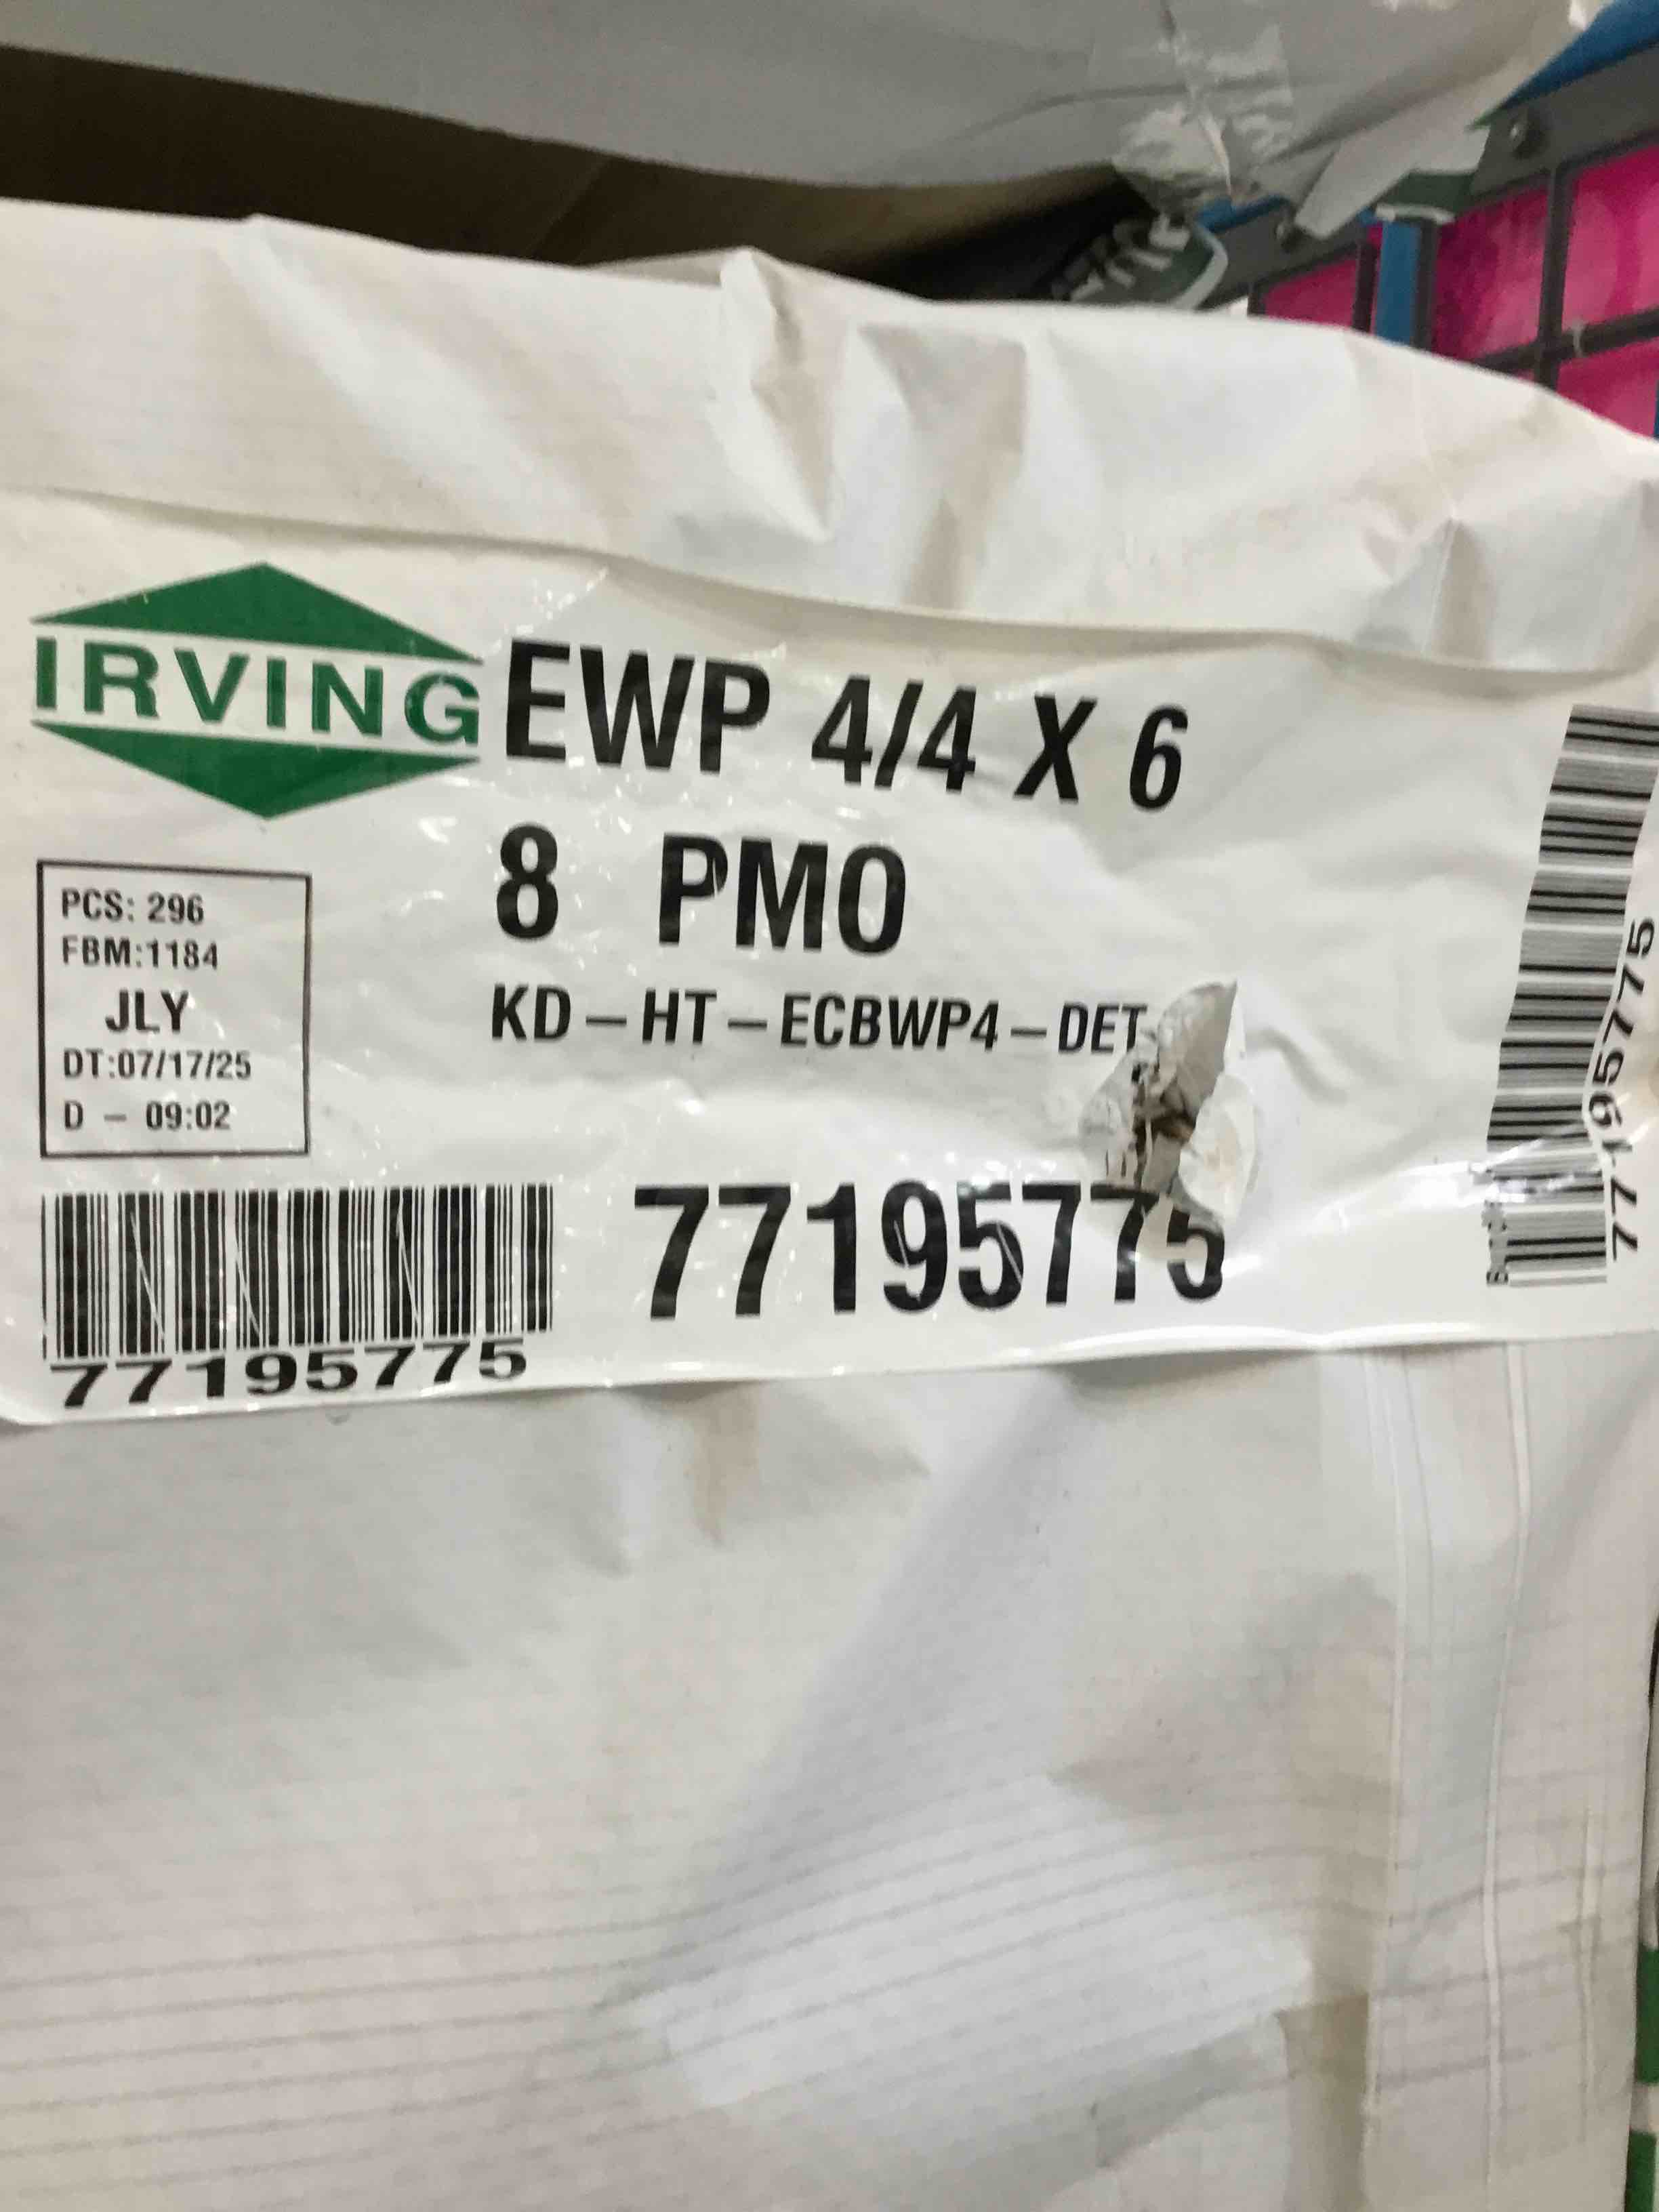 IRVING
EWP 4/4 X 6
8 PMO
PCS: 296
FBM:1184
JLY
DT:07/17/25
D - 09:02
KD-HT-ECBWP4-DET
77195775
77195775
77195775